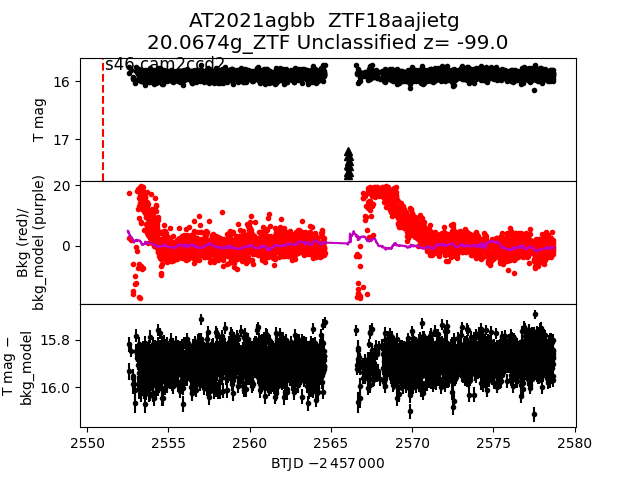 AT2021agbb ZTF18aajietg
20.0674g_ZTF Unclassified z= -99.0
s46 cam2ccd2
16
17
T mag
20
0
Bkg (red)/
bkg_model (purple)
15.8
16.0
T mag −
bkg_model
2550 2555 2560 2565 2570 2575 2580
BTJD −2 457 000